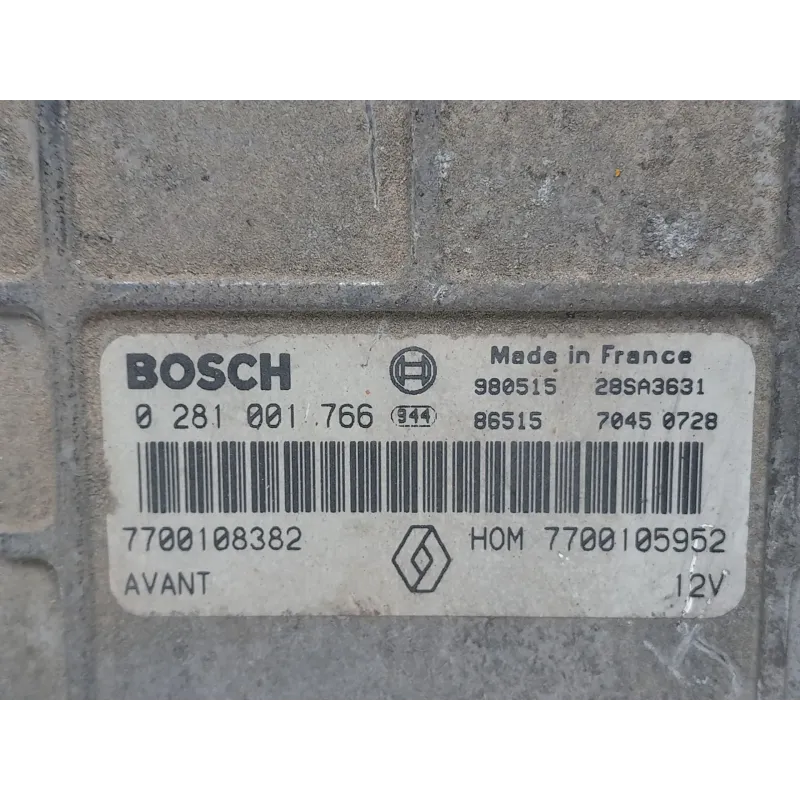 BOSCH Made in France
980515 28SA3631
0 281 001 766 944 86515 7045 0728
7700108382 HOM 7700105952
AVANT 12V